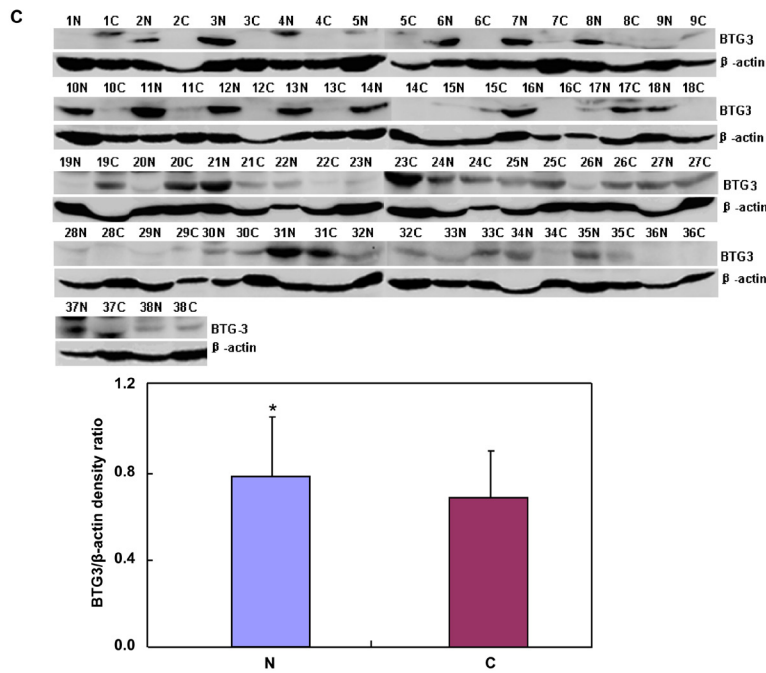 C
1N 1C 2N 2C 3N 3C 4N 4C 5N 5C 6N 6C 7N 7C 8N 8C 9N 9C
BTG3
β-actin
10N 10C 11N 11C 12N 12C 13N 13C 14N 14C 15N 15C 16N 16C 17N 17C 18N 18C
BTG3
β-actin
19N 19C 20N 20C 21N 21C 22N 22C 23N 23C 24N 24C 25N 25C 26N 26C 27N 27C
BTG3
β-actin
28N 28C 29N 29C 30N 30C 31N 31C 32N 32C 33N 33C 34N 34C 35N 35C 36N 36C
BTG3
β-actin
37N 37C 38N 38C
BTG-3
β-actin
1.2
*
0.8
0.4
0.0
BTG3/β-actin density ratio
N C